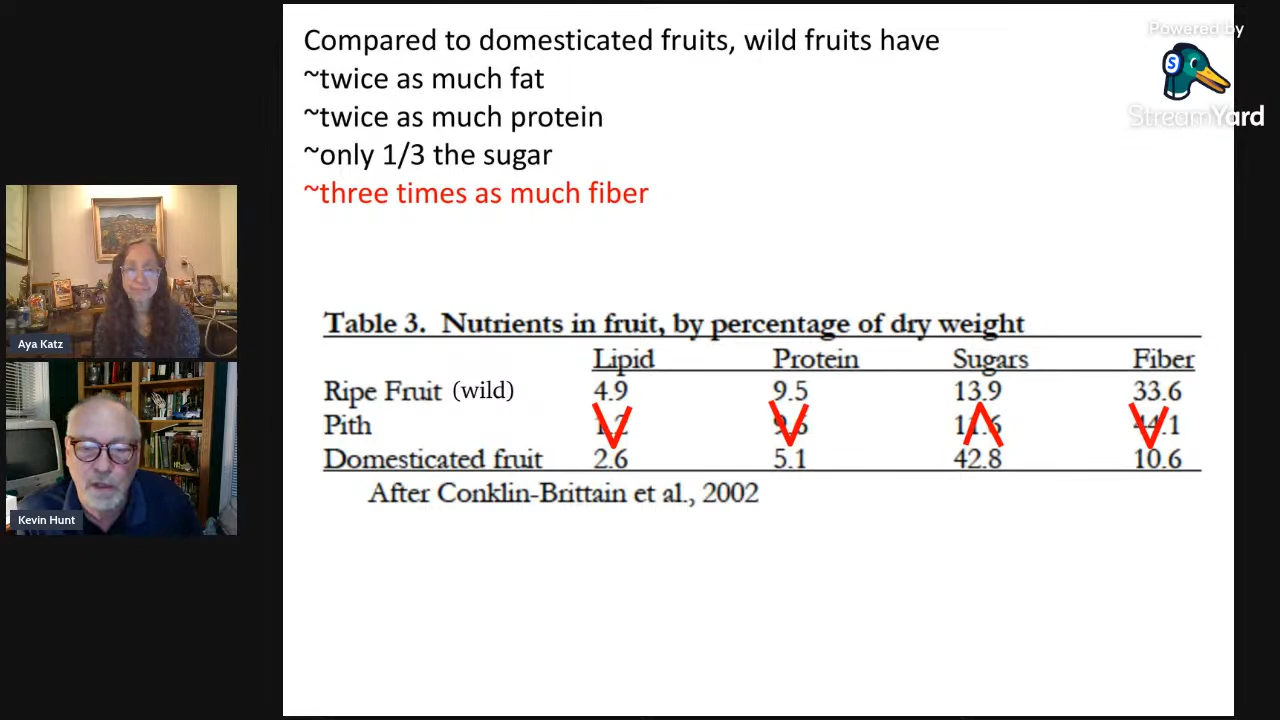 Compared to domesticated fruits, wild fruits have
~twice as much fat
~twice as much protein
~only 1/3 the sugar
~three times as much fiber
Powered by
S
StreamYard
Aya Katz
Kevin Hunt
Table 3. Nutrients in fruit, by percentage of dry weight
Lipid Protein Sugars Fiber
Ripe Fruit (wild) 4.9 9.5 13.9 33.6
Pith
Domesticated fruit 2.6 5.1 42.8 10.6
After Conklin-Brittain et al., 2002